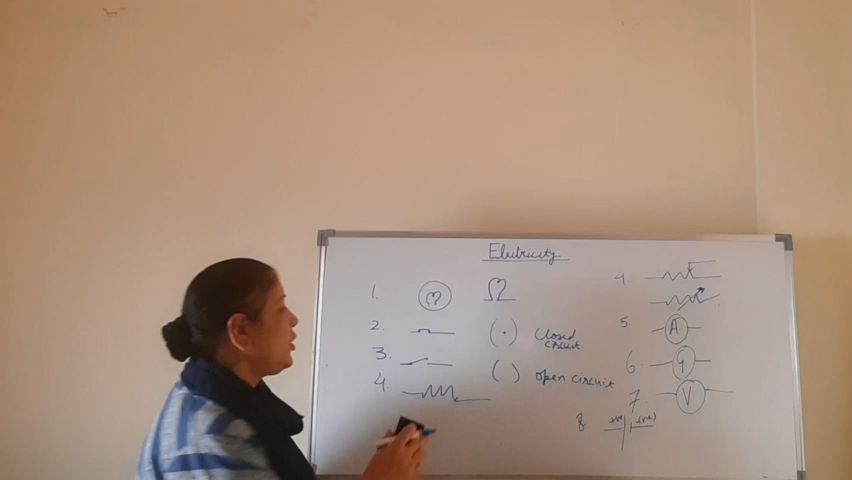 Electricity
1.
2. (.) closed
circuit
3. ( ) open circuit
4.
4
5. A
6. G
7. V
8